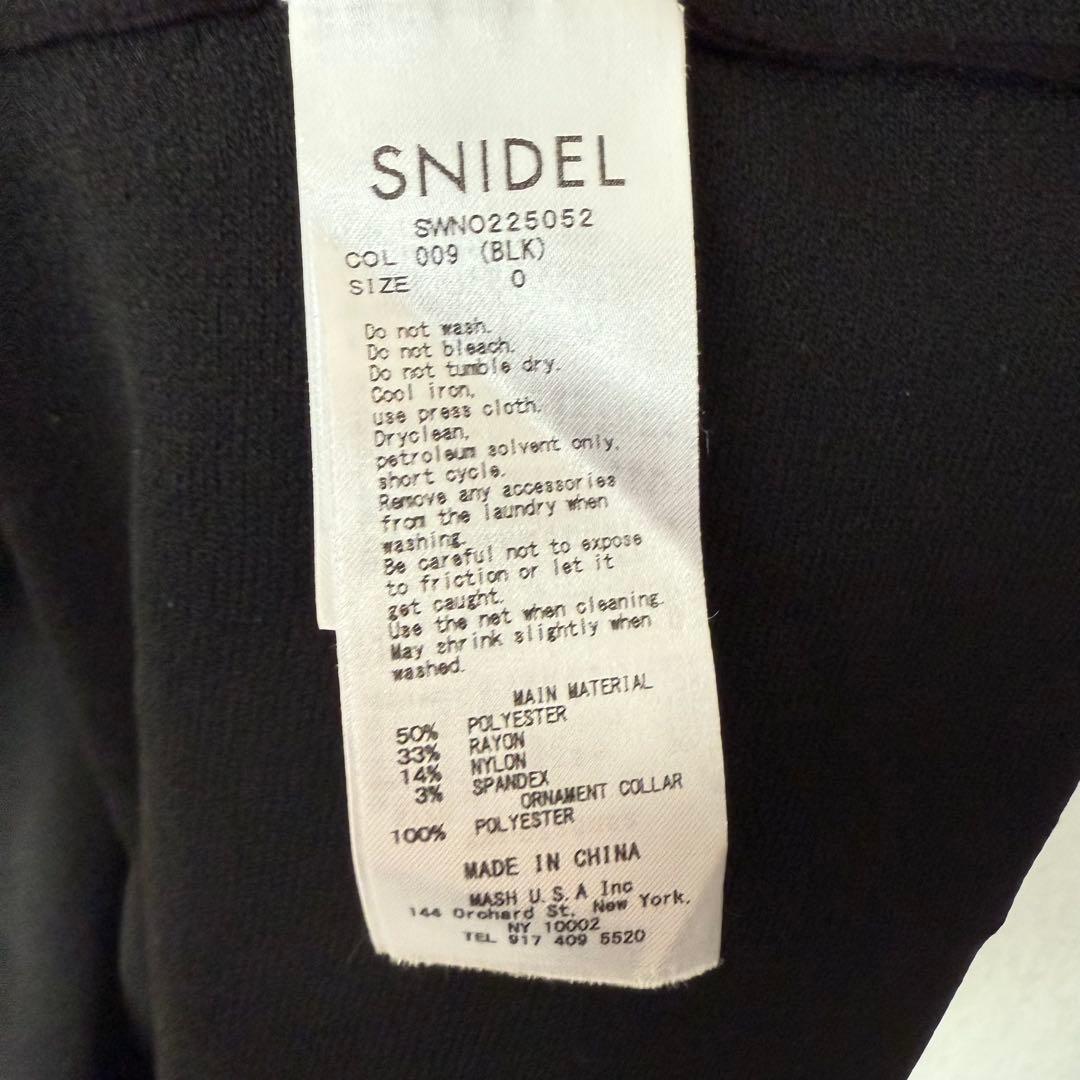 SNIDEL
SWNO225052
COL 009 (BLK)
SIZE 0
Do not wash.
Do not bleach.
Do not tumble dry.
Cool iron,
use press cloth.
Dryclean,
petroleum solvent only,
short cycle.
Remove any accessories
from the laundry when
washing.
Be careful not to expose
to friction or let it
get caught.
Use the net when cleaning.
May shrink slightly when
washed.
MAIN MATERIAL
50% POLYESTER
33% RAYON
14% NYLON
3% SPANDEX
ORNAMENT COLLAR
100% POLYESTER
MADE IN CHINA
MASH U.S.A Inc
144 Orchard St. New York,
NY 10002
TEL 917 409 5520